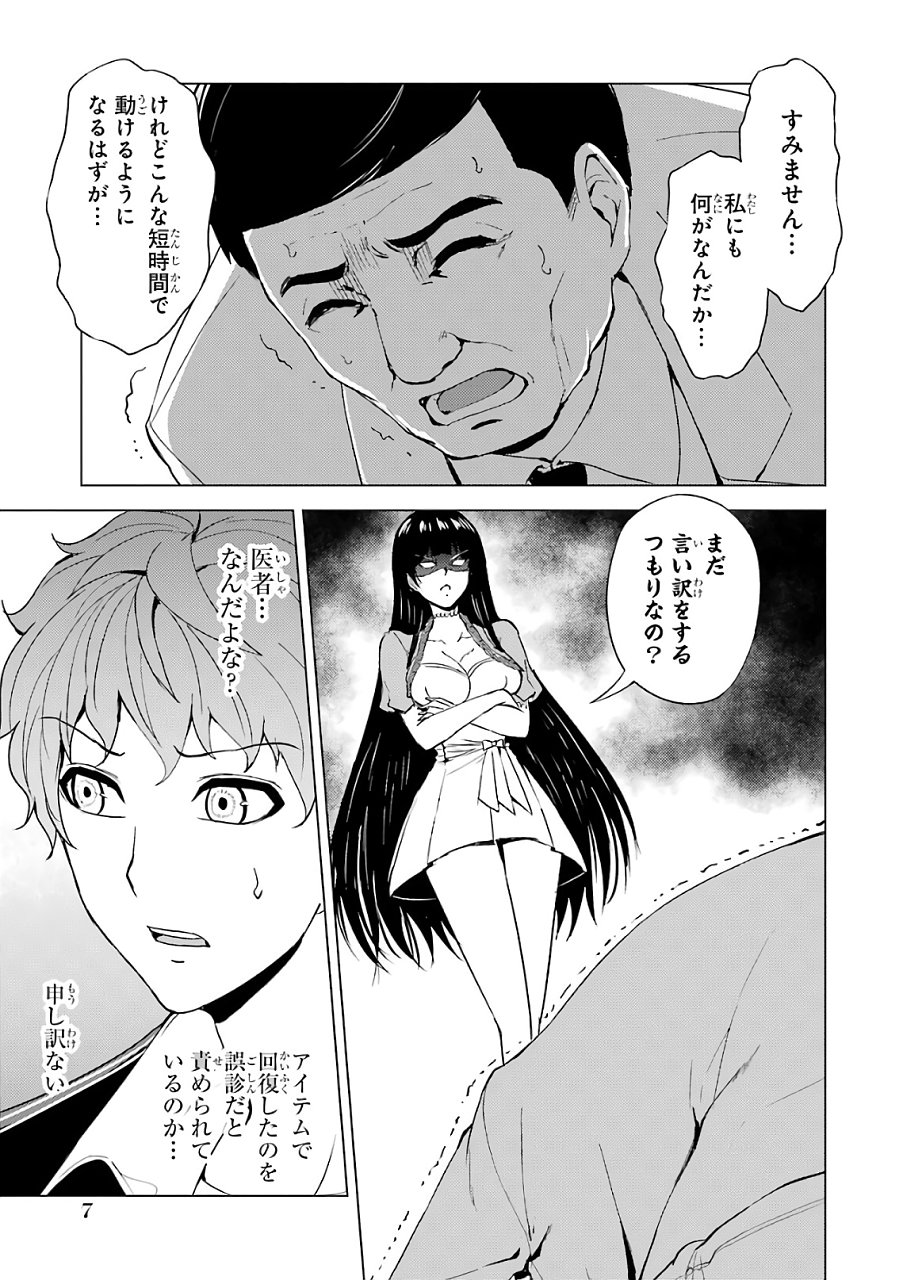 すみません…
私にも
何がなんだか…
けれどこんな短時間で
動けるように
なるはずが…
まだ
言い訳をする
つもりなの？
医者…
なんだよな？
アイテムで
回復したのを
誤診だと
責められて
いるのか…
申し訳ない
7